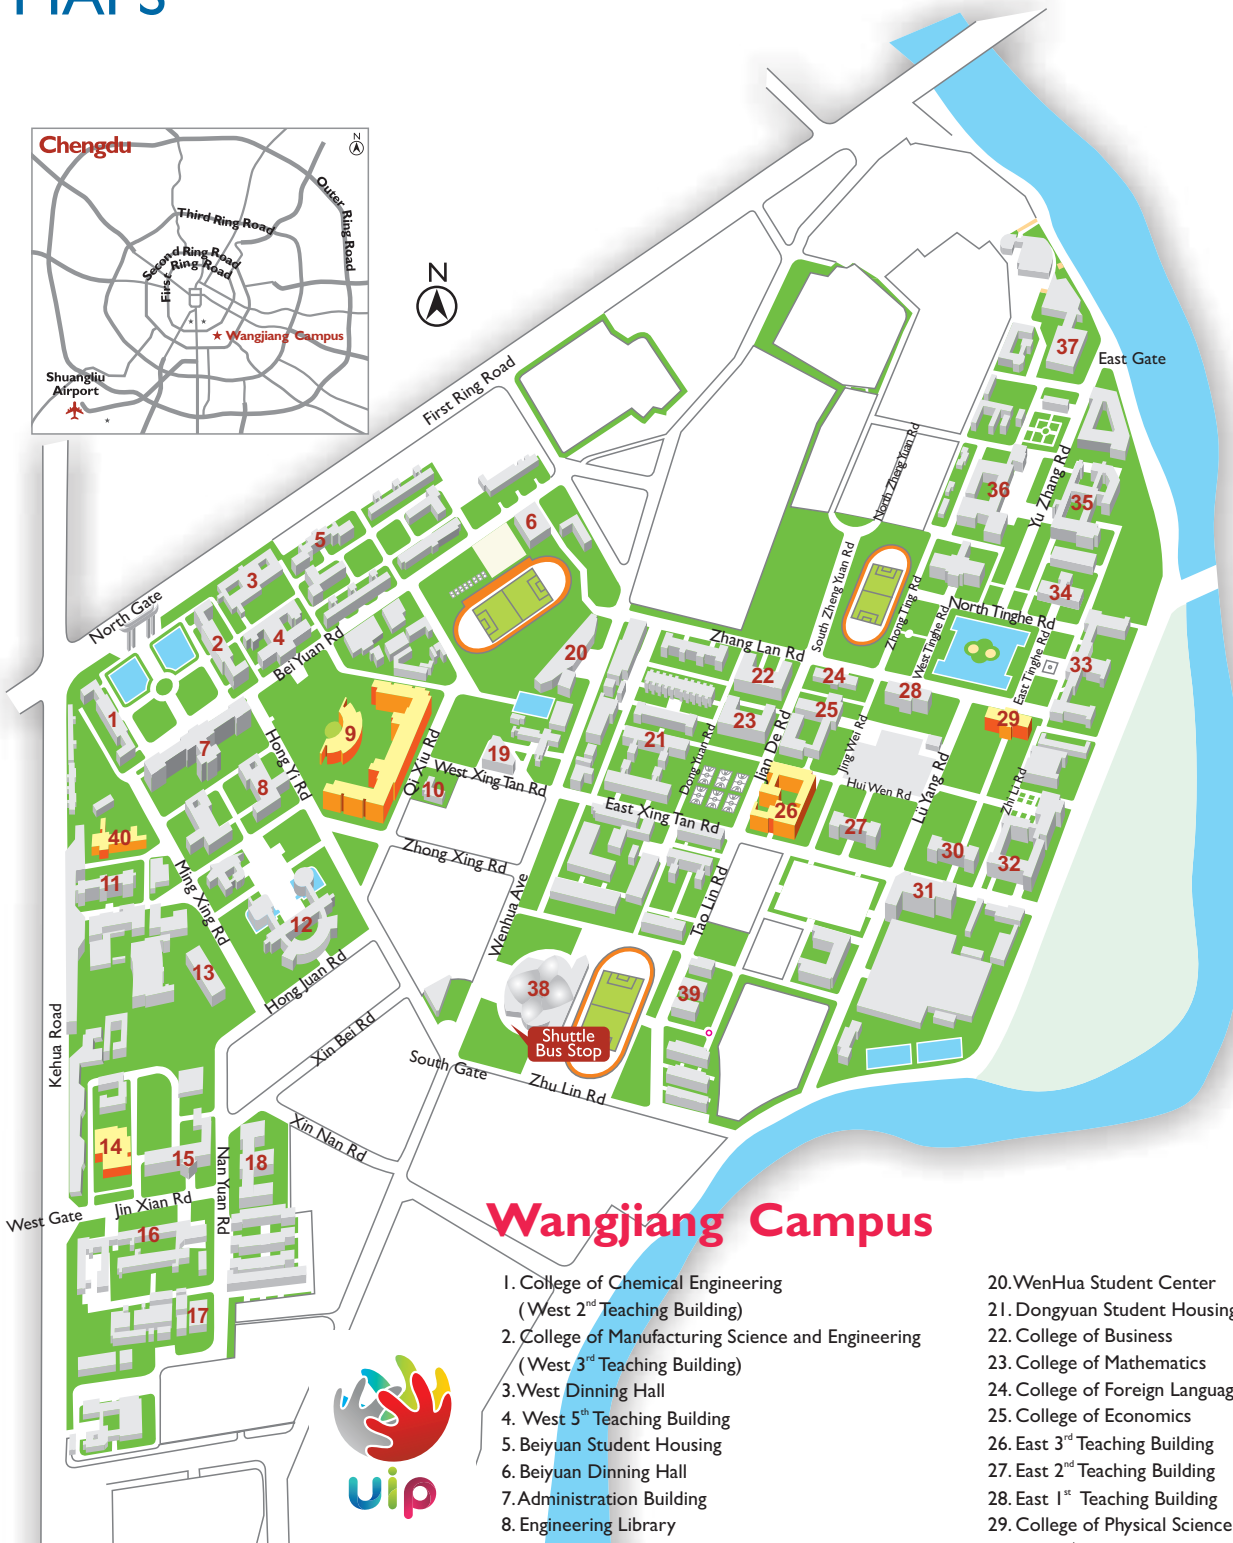 MAPS
Chengdu
N
Outer Ring Road
Third Ring Road
Second Ring Road
First Ring Road
Wangjiang Campus
Shuangliu
Airport
N
First Ring Road
37
East Gate
North Zheng Yuan Rd
36
Yu Zhang Rd
35
6
5
3
South Zheng Yuan Rd
Zhong Ting Rd
34
North Gate
North Tinghe Rd
West Tinghe Rd
2
4
Bei Yuan Rd
Zhang Lan Rd
20
East Tinghe Rd
33
22
24
28
1
9
23
25
29
7
Hong Yi Rd
Qi Xiu Rd
19
21
Dong Yuan Rd
Jian De Rd
Jing Wei Rd
8
West Xing Tan Rd
10
Hui Wen Rd
Lü Yang Rd
Zhi Li Rd
East Xing Tan Rd
26
27
40
Zhong Xing Rd
30
32
11
Ming Xing Rd
Wenhua Ave
Tao Lin Rd
31
12
13
Hong Juan Rd
38
39
Kehua Road
Xin Bei Rd
Shuttle
Bus Stop
South Gate
Zhu Lin Rd
Xin Nan Rd
14
15
Nan Yuan Rd
18
Jin Xian Rd
West Gate
16
17
Wangjiang Campus
1. College of Chemical Engineering
(West 2nd Teaching Building)
2. College of Manufacturing Science and Engineering
(West 3rd Teaching Building)
3. West Dinning Hall
4. West 5th Teaching Building
5. Beiyuan Student Housing
6. Beiyuan Dinning Hall
7. Administration Building
8. Engineering Library
20. WenHua Student Center
21. Dongyuan Student Housing
22. College of Business
23. College of Mathematics
24. College of Foreign Languag
25. College of Economics
26. East 3rd Teaching Building
27. East 2nd Teaching Building
28. East 1st Teaching Building
29. College of Physical Science
uip